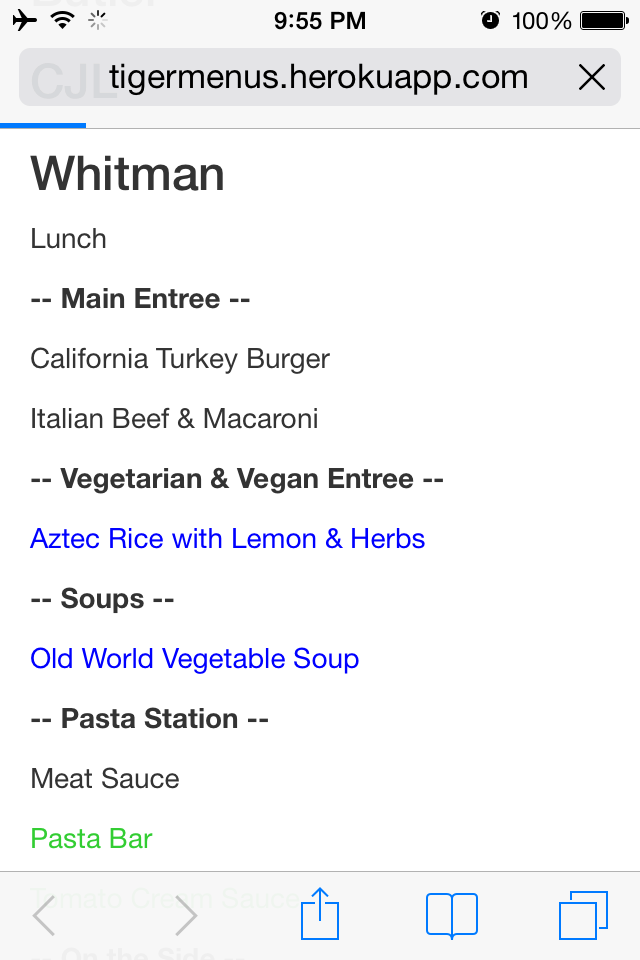 Butler
9:55 PM
100%
CJL
tigermenus.herokuapp.com
Whitman
Lunch
-- Main Entree --
California Turkey Burger
Italian Beef & Macaroni
-- Vegetarian & Vegan Entree --
Aztec Rice with Lemon & Herbs
-- Soups --
Old World Vegetable Soup
-- Pasta Station --
Meat Sauce
Pasta Bar
Tomato Cream Sauce
-- On the Side --